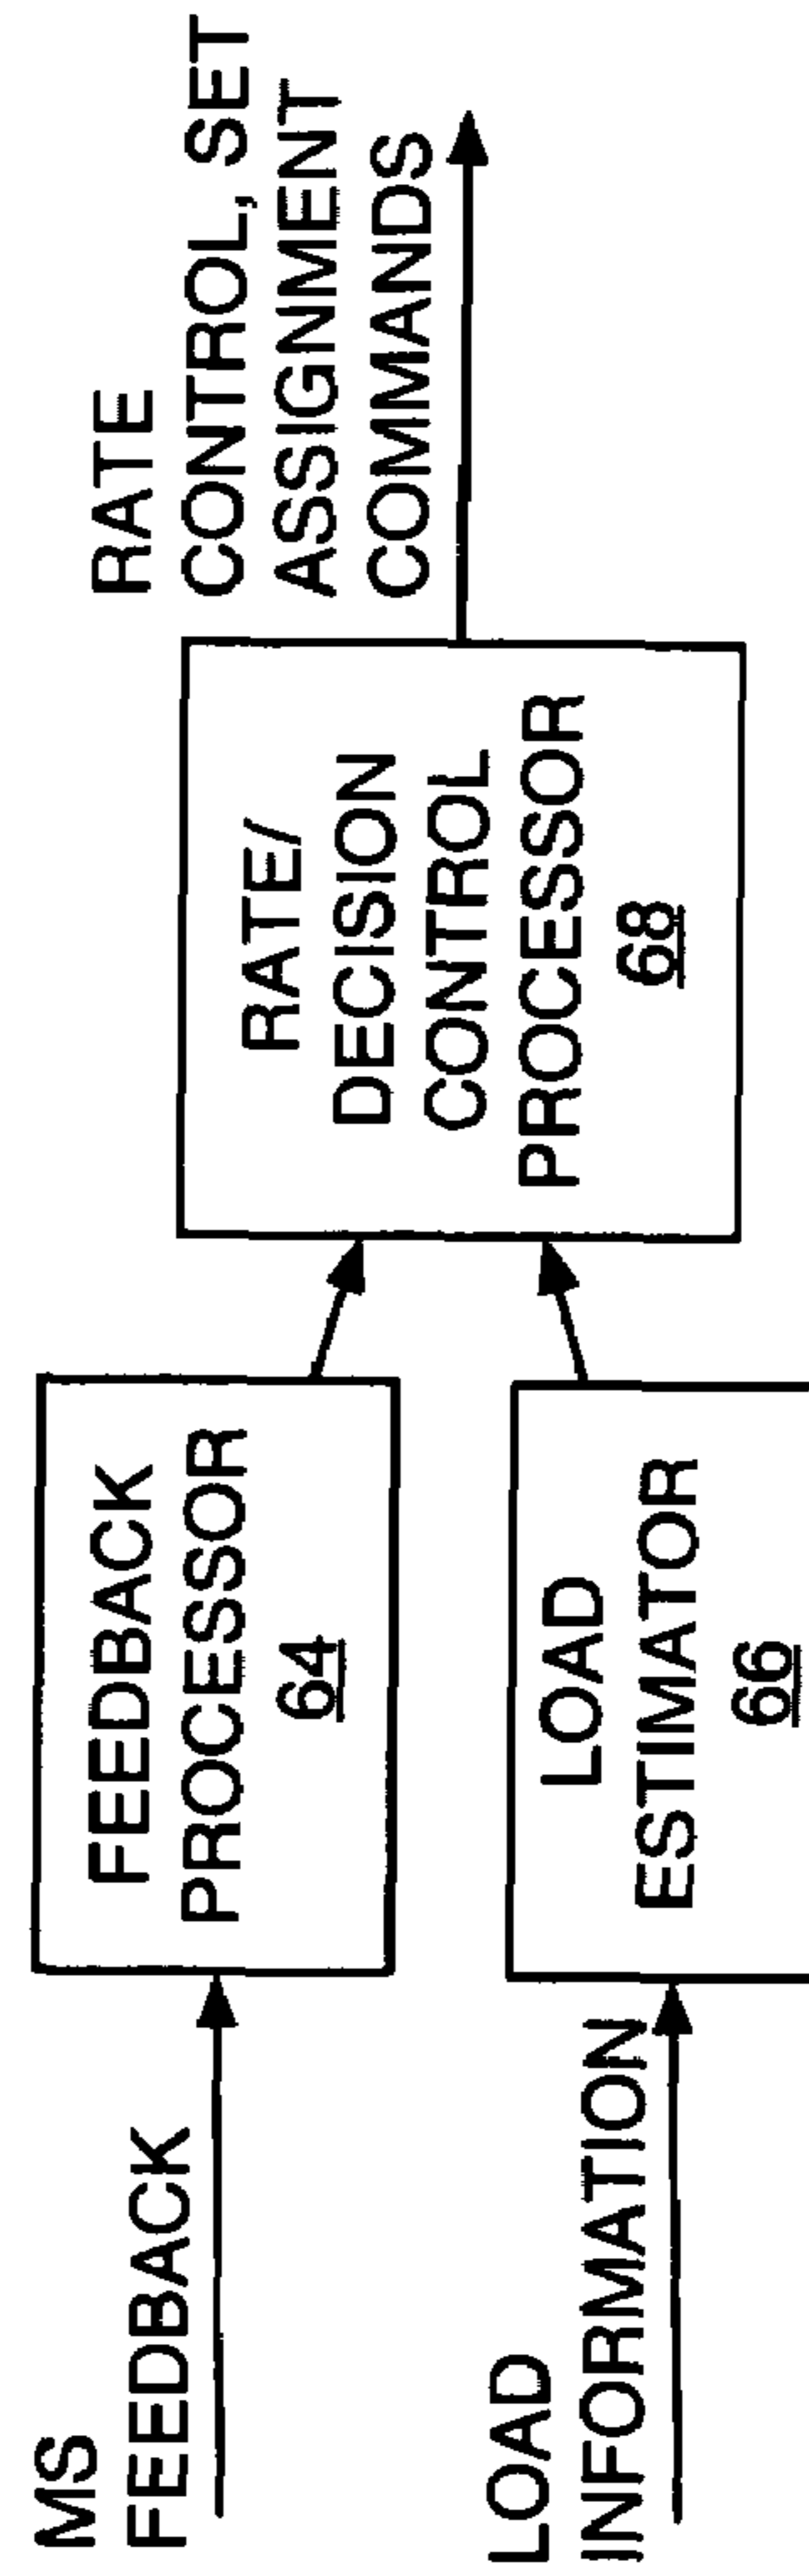 MS
FEEDBACK
FEEDBACK
PROCESSOR
64
LOAD
INFORMATION
LOAD
ESTIMATOR
66
RATE/
DECISION
CONTROL
PROCESSOR
68
RATE
CONTROL, SET
ASSIGNMENT
COMMANDS